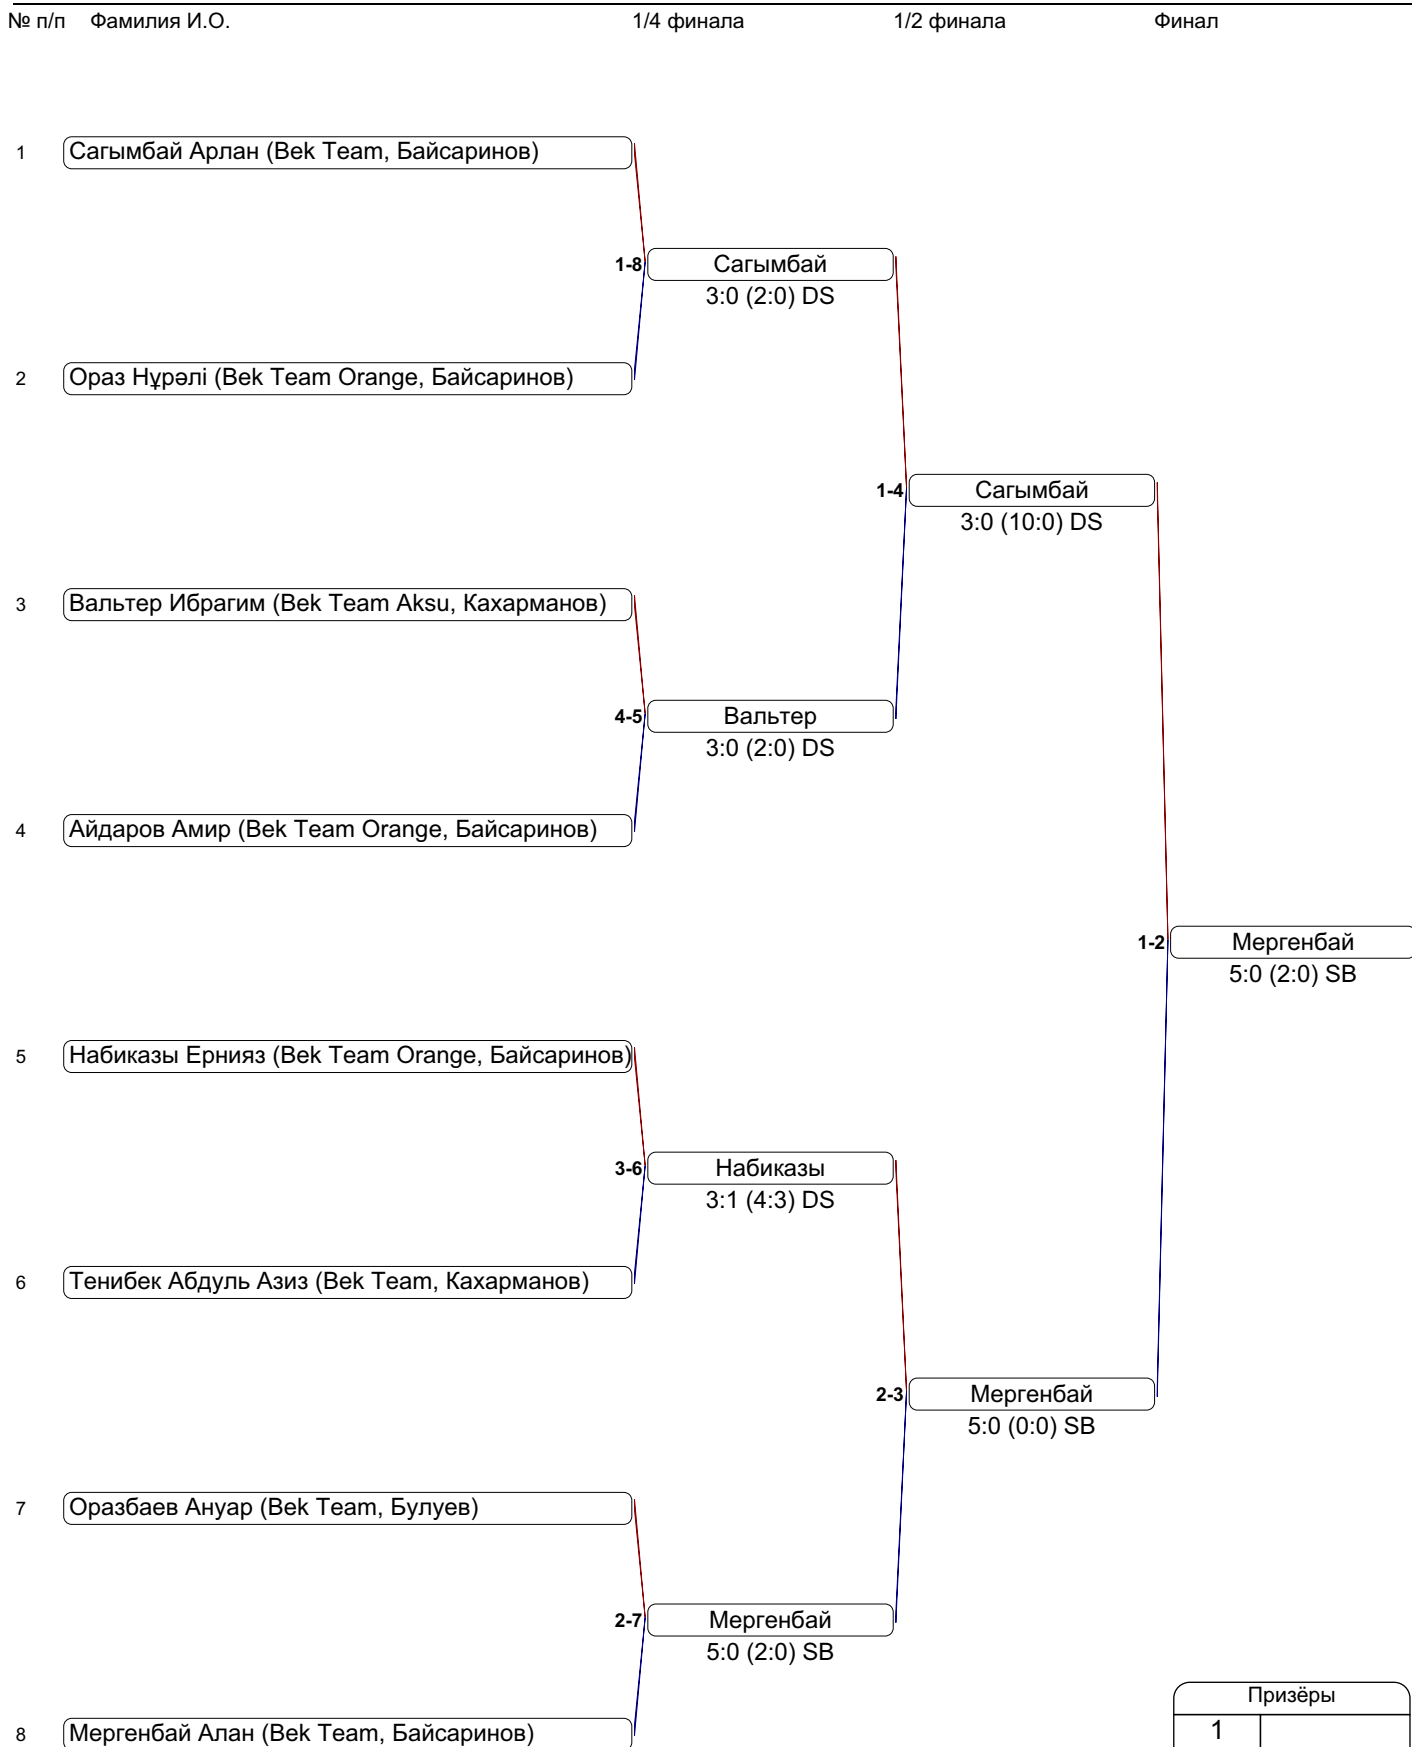 № п/п Фамилия И.О. 1/4 финала 1/2 финала Финал
1 Сагымбай Арлан (Bek Team, Байсаринов)
1-8 Сагымбай
3:0 (2:0) DS
2 Ораз Нұрәлі (Bek Team Orange, Байсаринов)
1-4 Сагымбай
3:0 (10:0) DS
3 Вальтер Ибрагим (Bek Team Aksu, Кахарманов)
4-5 Вальтер
3:0 (2:0) DS
4 Айдаров Амир (Bek Team Orange, Байсаринов)
1-2 Мергенбай
5:0 (2:0) SB
5 Набиказы Ернияз (Bek Team Orange, Байсаринов)
3-6 Набиказы
3:1 (4:3) DS
6 Тенибек Абдуль Азиз (Bek Team, Кахарманов)
2-3 Мергенбай
5:0 (0:0) SB
7 Оразбаев Ануар (Bek Team, Булуев)
2-7 Мергенбай
5:0 (2:0) SB
Призёры
8 Мергенбай Алан (Bek Team, Байсаринов) 1